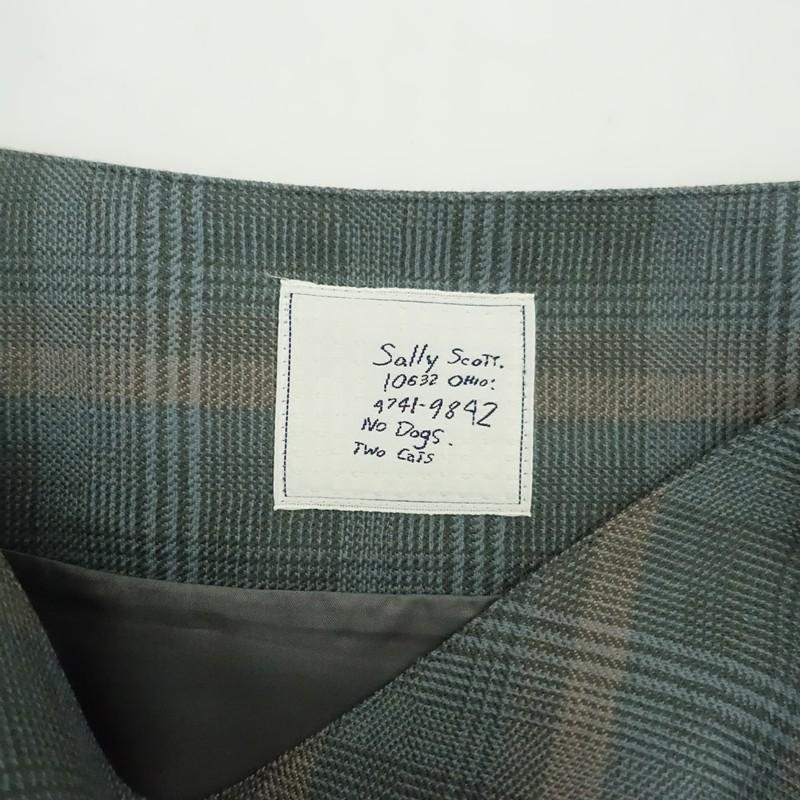 Sally Scott.
10632 OHIO!
4741-9842
No Dogs.
Two Cats